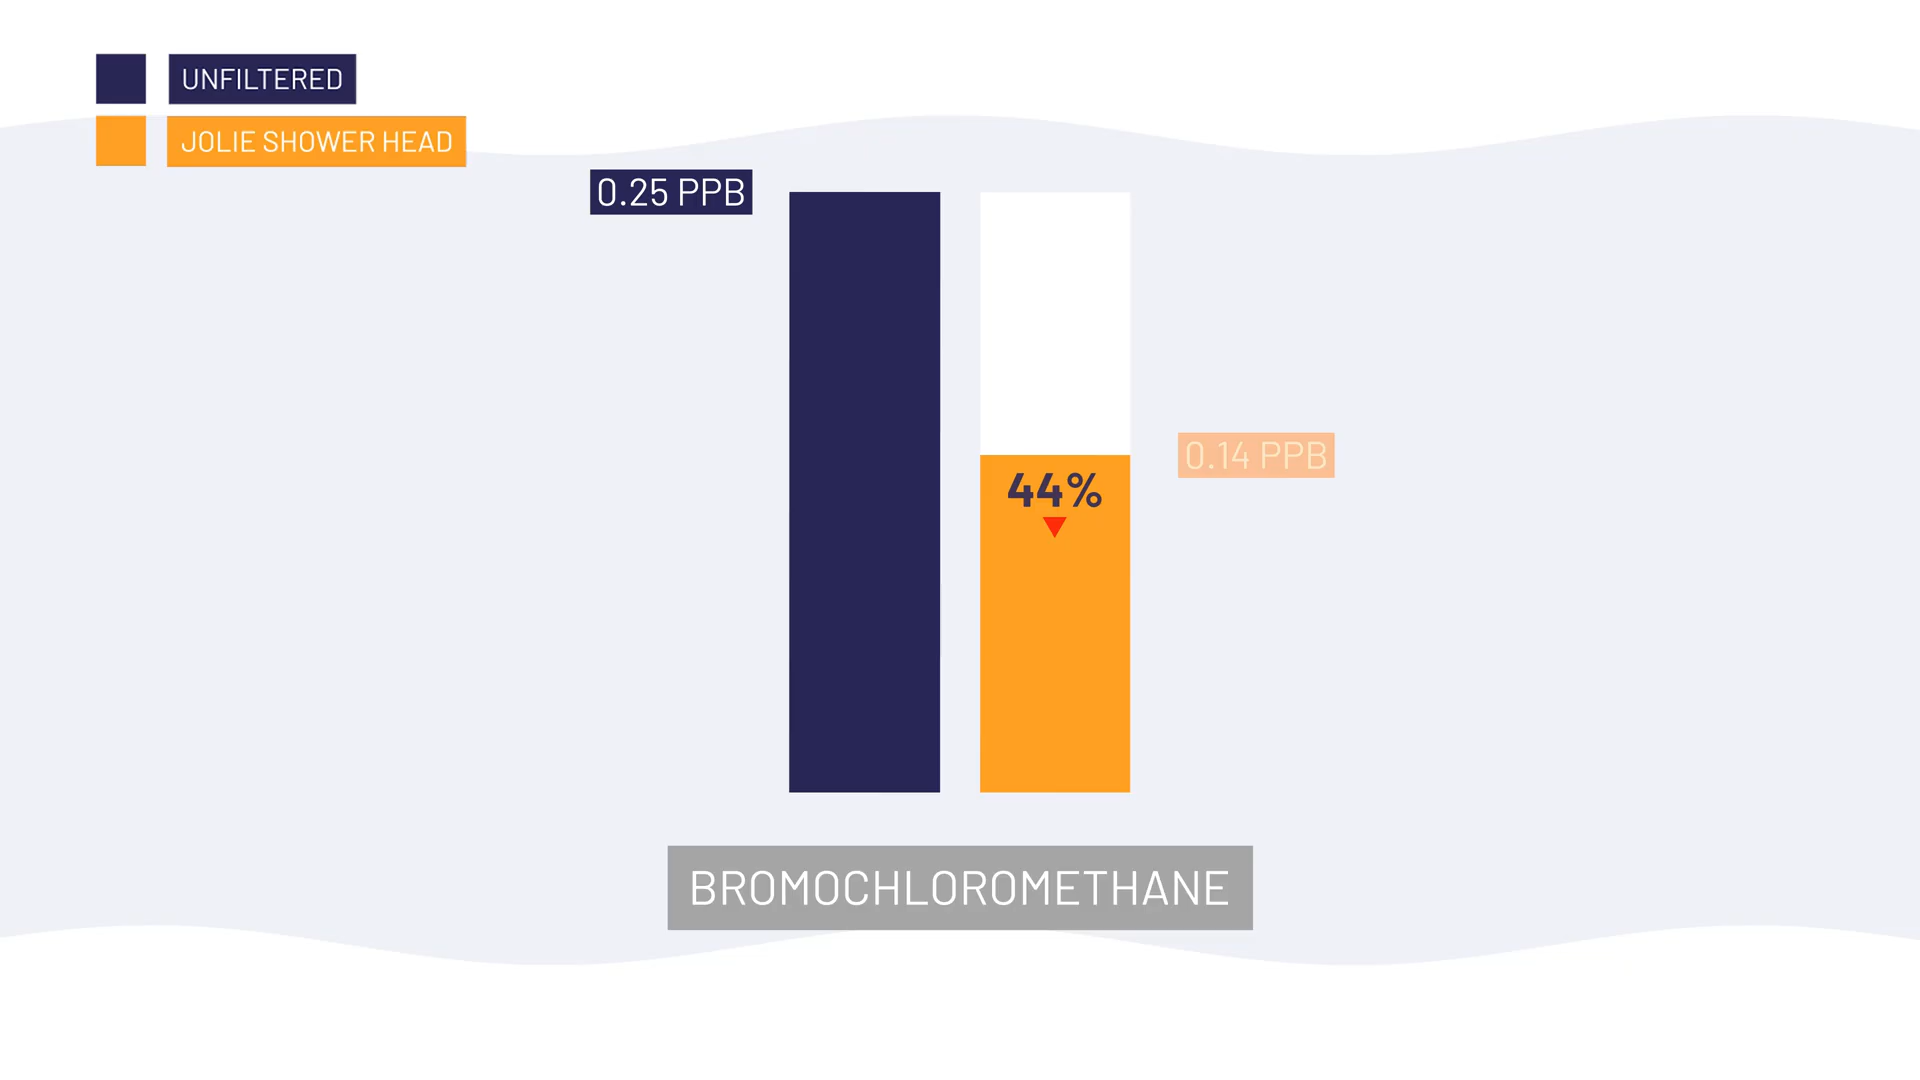 UNFILTERED
JOLIE SHOWER HEAD
0.25 PPB
0.14 PPB
44%
BROMOCHLOROMETHANE